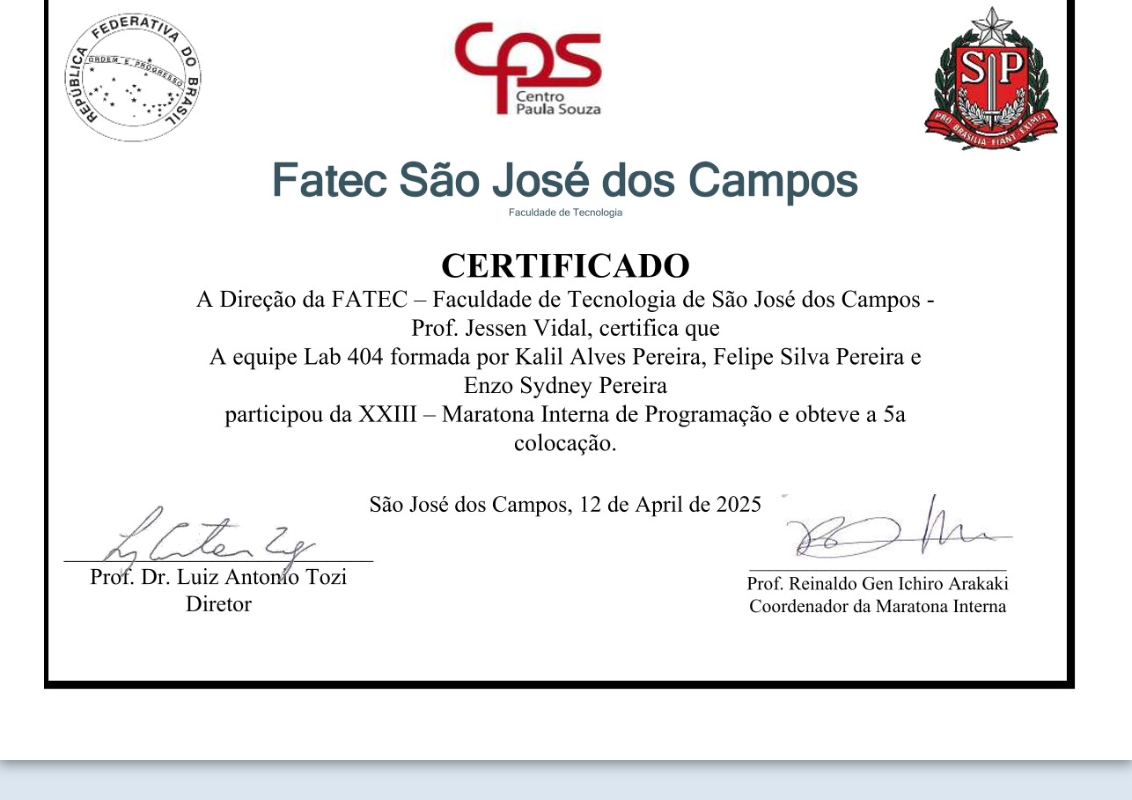 REPÚBLICA FEDERATIVA DO BRASIL
ORDEM E PROGRESSO
cps
Centro
Paula Souza
SP
PRO BRASILIA FIANT EXIMIA
Fatec São José dos Campos
Faculdade de Tecnologia
CERTIFICADO
A Direção da FATEC – Faculdade de Tecnologia de São José dos Campos -
Prof. Jessen Vidal, certifica que
A equipe Lab 404 formada por Kalil Alves Pereira, Felipe Silva Pereira e
Enzo Sydney Pereira
participou da XXIII – Maratona Interna de Programação e obteve a 5a
colocação.
São José dos Campos, 12 de April de 2025
Prof. Dr. Luiz Antonio Tozi
Diretor
Prof. Reinaldo Gen Ichiro Arakaki
Coordenador da Maratona Interna